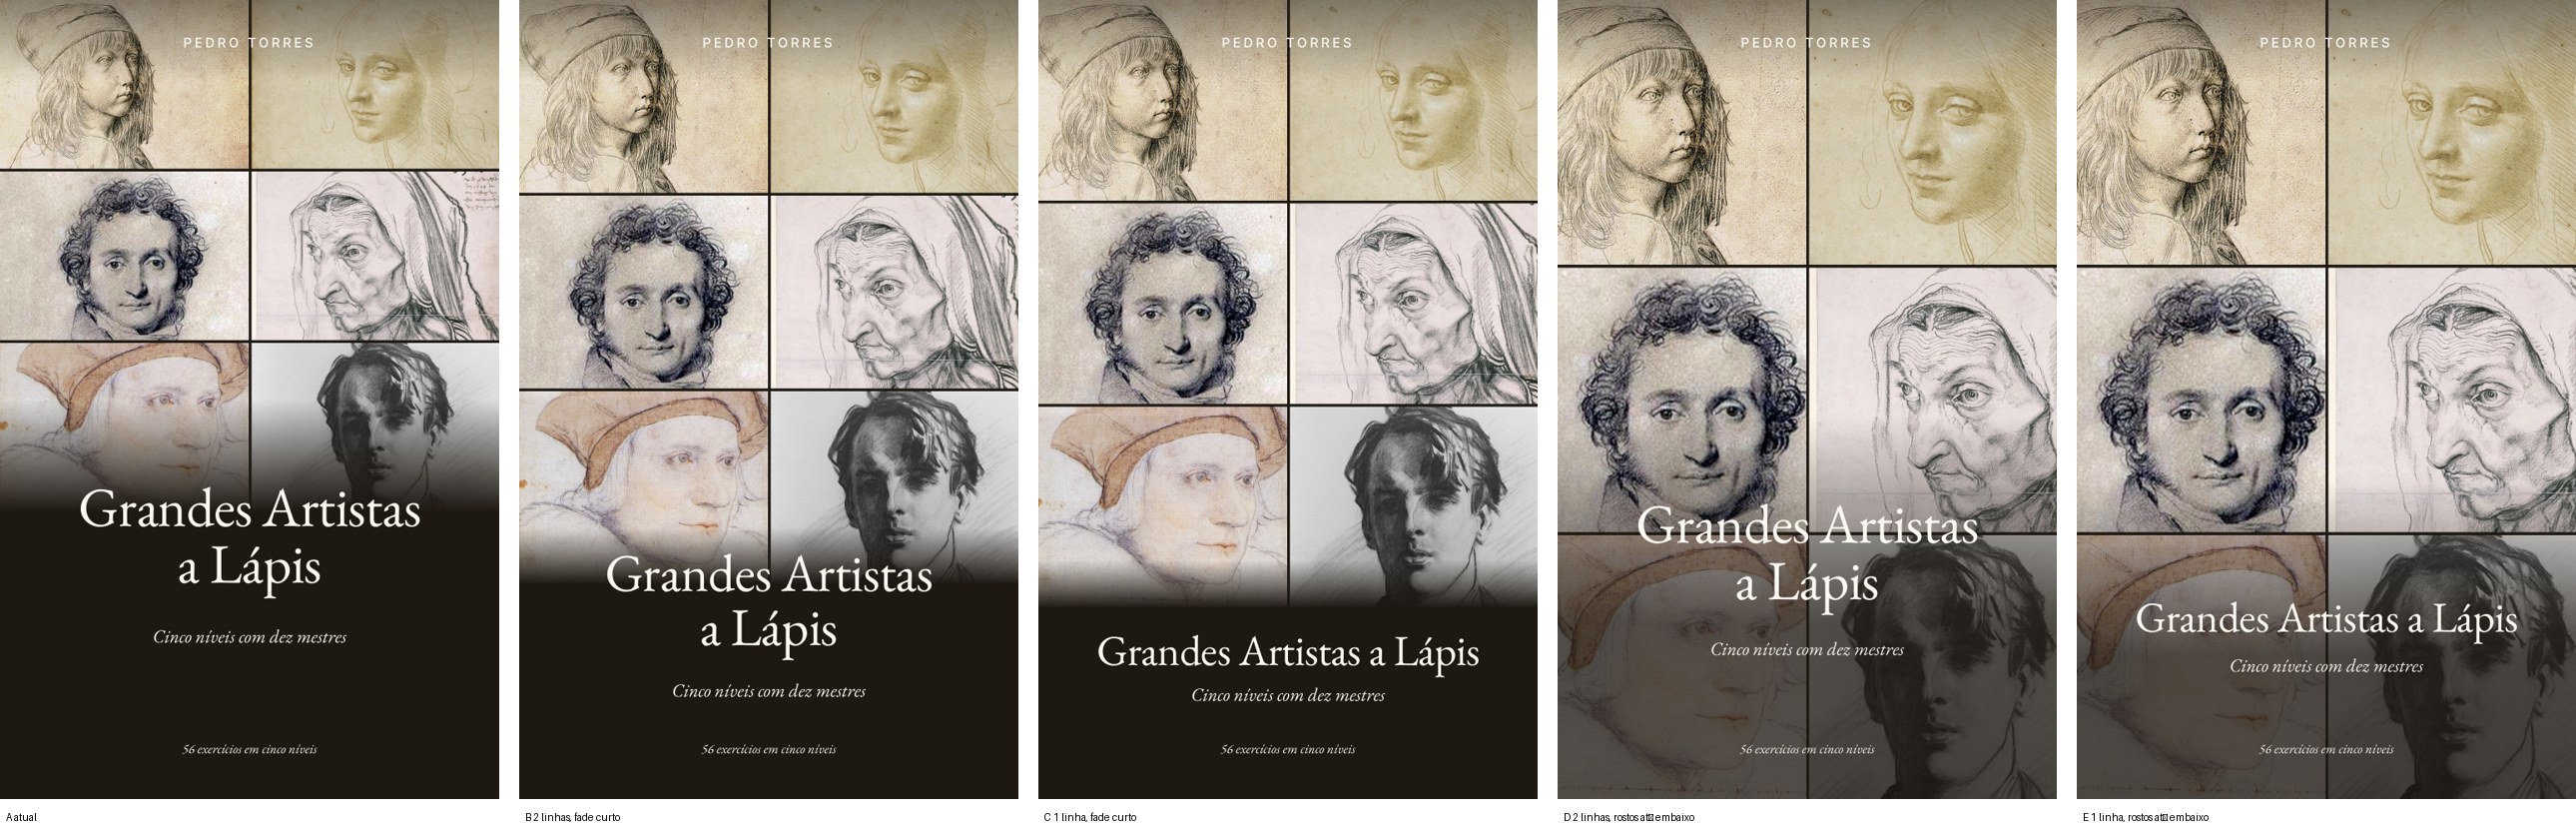 PEDRO TORRES
Grandes Artistas
a Lápis
Cinco níveis com dez mestres
56 exercícios em cinco níveis
A atual
PEDRO TORRES
Grandes Artistas
a Lápis
Cinco níveis com dez mestres
56 exercícios em cinco níveis
B 2 linhas, fade curto
PEDRO TORRES
Grandes Artistas a Lápis
Cinco níveis com dez mestres
56 exercícios em cinco níveis
C 1 linha, fade curto
PEDRO TORRES
Grandes Artistas
a Lápis
Cinco níveis com dez mestres
56 exercícios em cinco níveis
D 2 linhas, rostos at▯ embaixo
PEDRO TORRES
Grandes Artistas a Lápis
Cinco níveis com dez mestres
56 exercícios em cinco níveis
E 1 linha, rostos at▯ embaixo